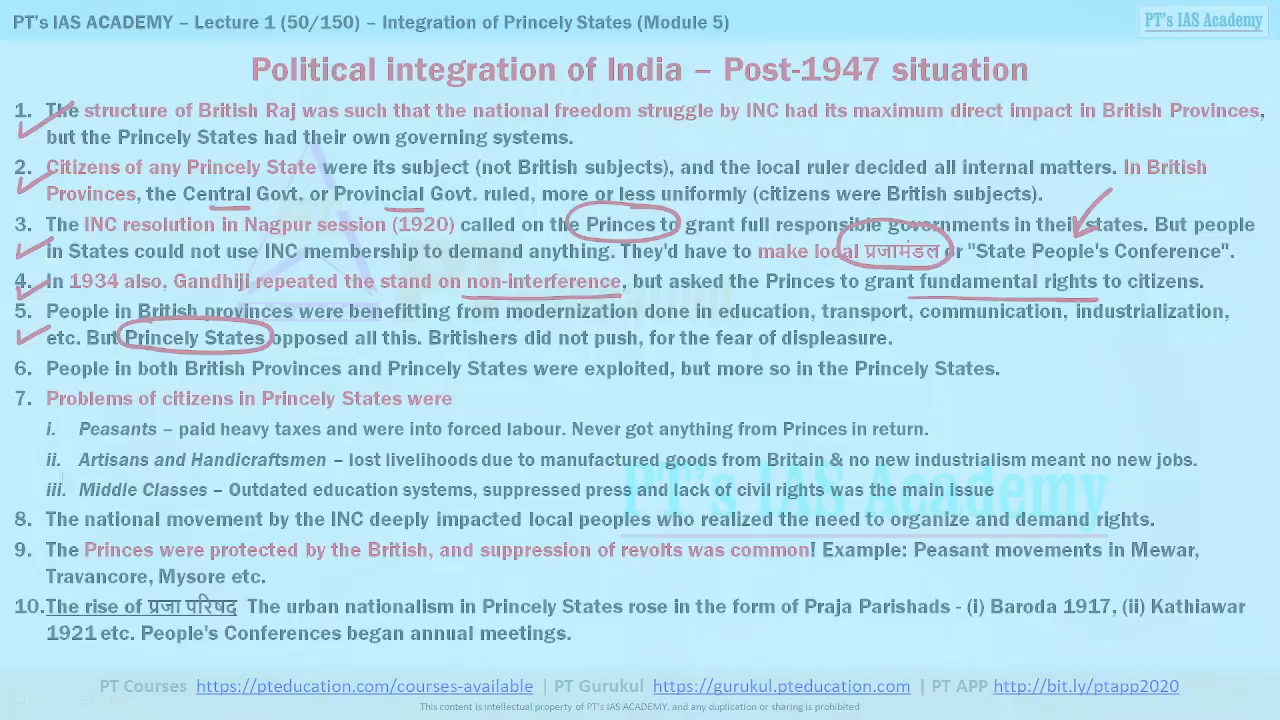 PT's IAS ACADEMY – Lecture 1 (50/150) – Integration of Princely States (Module 5)
PT's IAS Academy
Political integration of India – Post-1947 situation
1. The structure of British Raj was such that the national freedom struggle by INC had its maximum direct impact in British Provinces,
but the Princely States had their own governing systems.
2. Citizens of any Princely State were its subject (not British subjects), and the local ruler decided all internal matters. In British
Provinces, the Central Govt. or Provincial Govt. ruled, more or less uniformly (citizens were British subjects).
3. The INC resolution in Nagpur session (1920) called on the Princes to grant full responsible governments in their states. But people
in States could not use INC membership to demand anything. They'd have to make local प्रजामंडल or "State People's Conference".
4. In 1934 also, Gandhiji repeated the stand on non-interference, but asked the Princes to grant fundamental rights to citizens.
5. People in British provinces were benefitting from modernization done in education, transport, communication, industrialization,
etc. But Princely States opposed all this. Britishers did not push, for the fear of displeasure.
6. People in both British Provinces and Princely States were exploited, but more so in the Princely States.
7. Problems of citizens in Princely States were
i. Peasants – paid heavy taxes and were into forced labour. Never got anything from Princes in return.
ii. Artisans and Handicraftsmen – lost livelihoods due to manufactured goods from Britain & no new industrialism meant no new jobs.
iii. Middle Classes – Outdated education systems, suppressed press and lack of civil rights was the main issue
PT's IAS Academy
8. The national movement by the INC deeply impacted local peoples who realized the need to organize and demand rights.
9. The Princes were protected by the British, and suppression of revolts was common! Example: Peasant movements in Mewar,
Travancore, Mysore etc.
10. The rise of प्रजा परिषद The urban nationalism in Princely States rose in the form of Praja Parishads - (i) Baroda 1917, (ii) Kathiawar
1921 etc. People's Conferences began annual meetings.
PT Courses https://pteducation.com/courses-available | PT Gurukul https://gurukul.pteducation.com | PT APP http://bit.ly/ptapp2020
This content is intellectual property of PT's IAS ACADEMY, and any duplication or sharing is prohibited